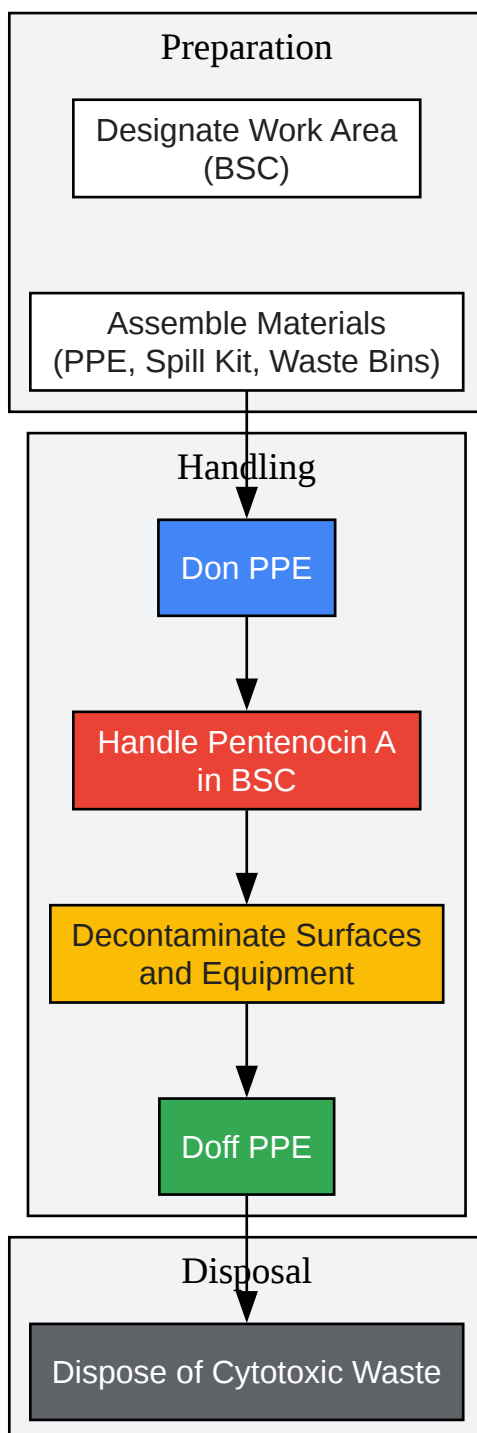 Preparation
Designate Work Area
(BSC)
Assemble Materials
(PPE, Spill Kit, Waste Bins)
Handling
Don PPE
Handle Pentenocin A
in BSC
Decontaminate Surfaces
and Equipment
Doff PPE
Disposal
Dispose of Cytotoxic Waste